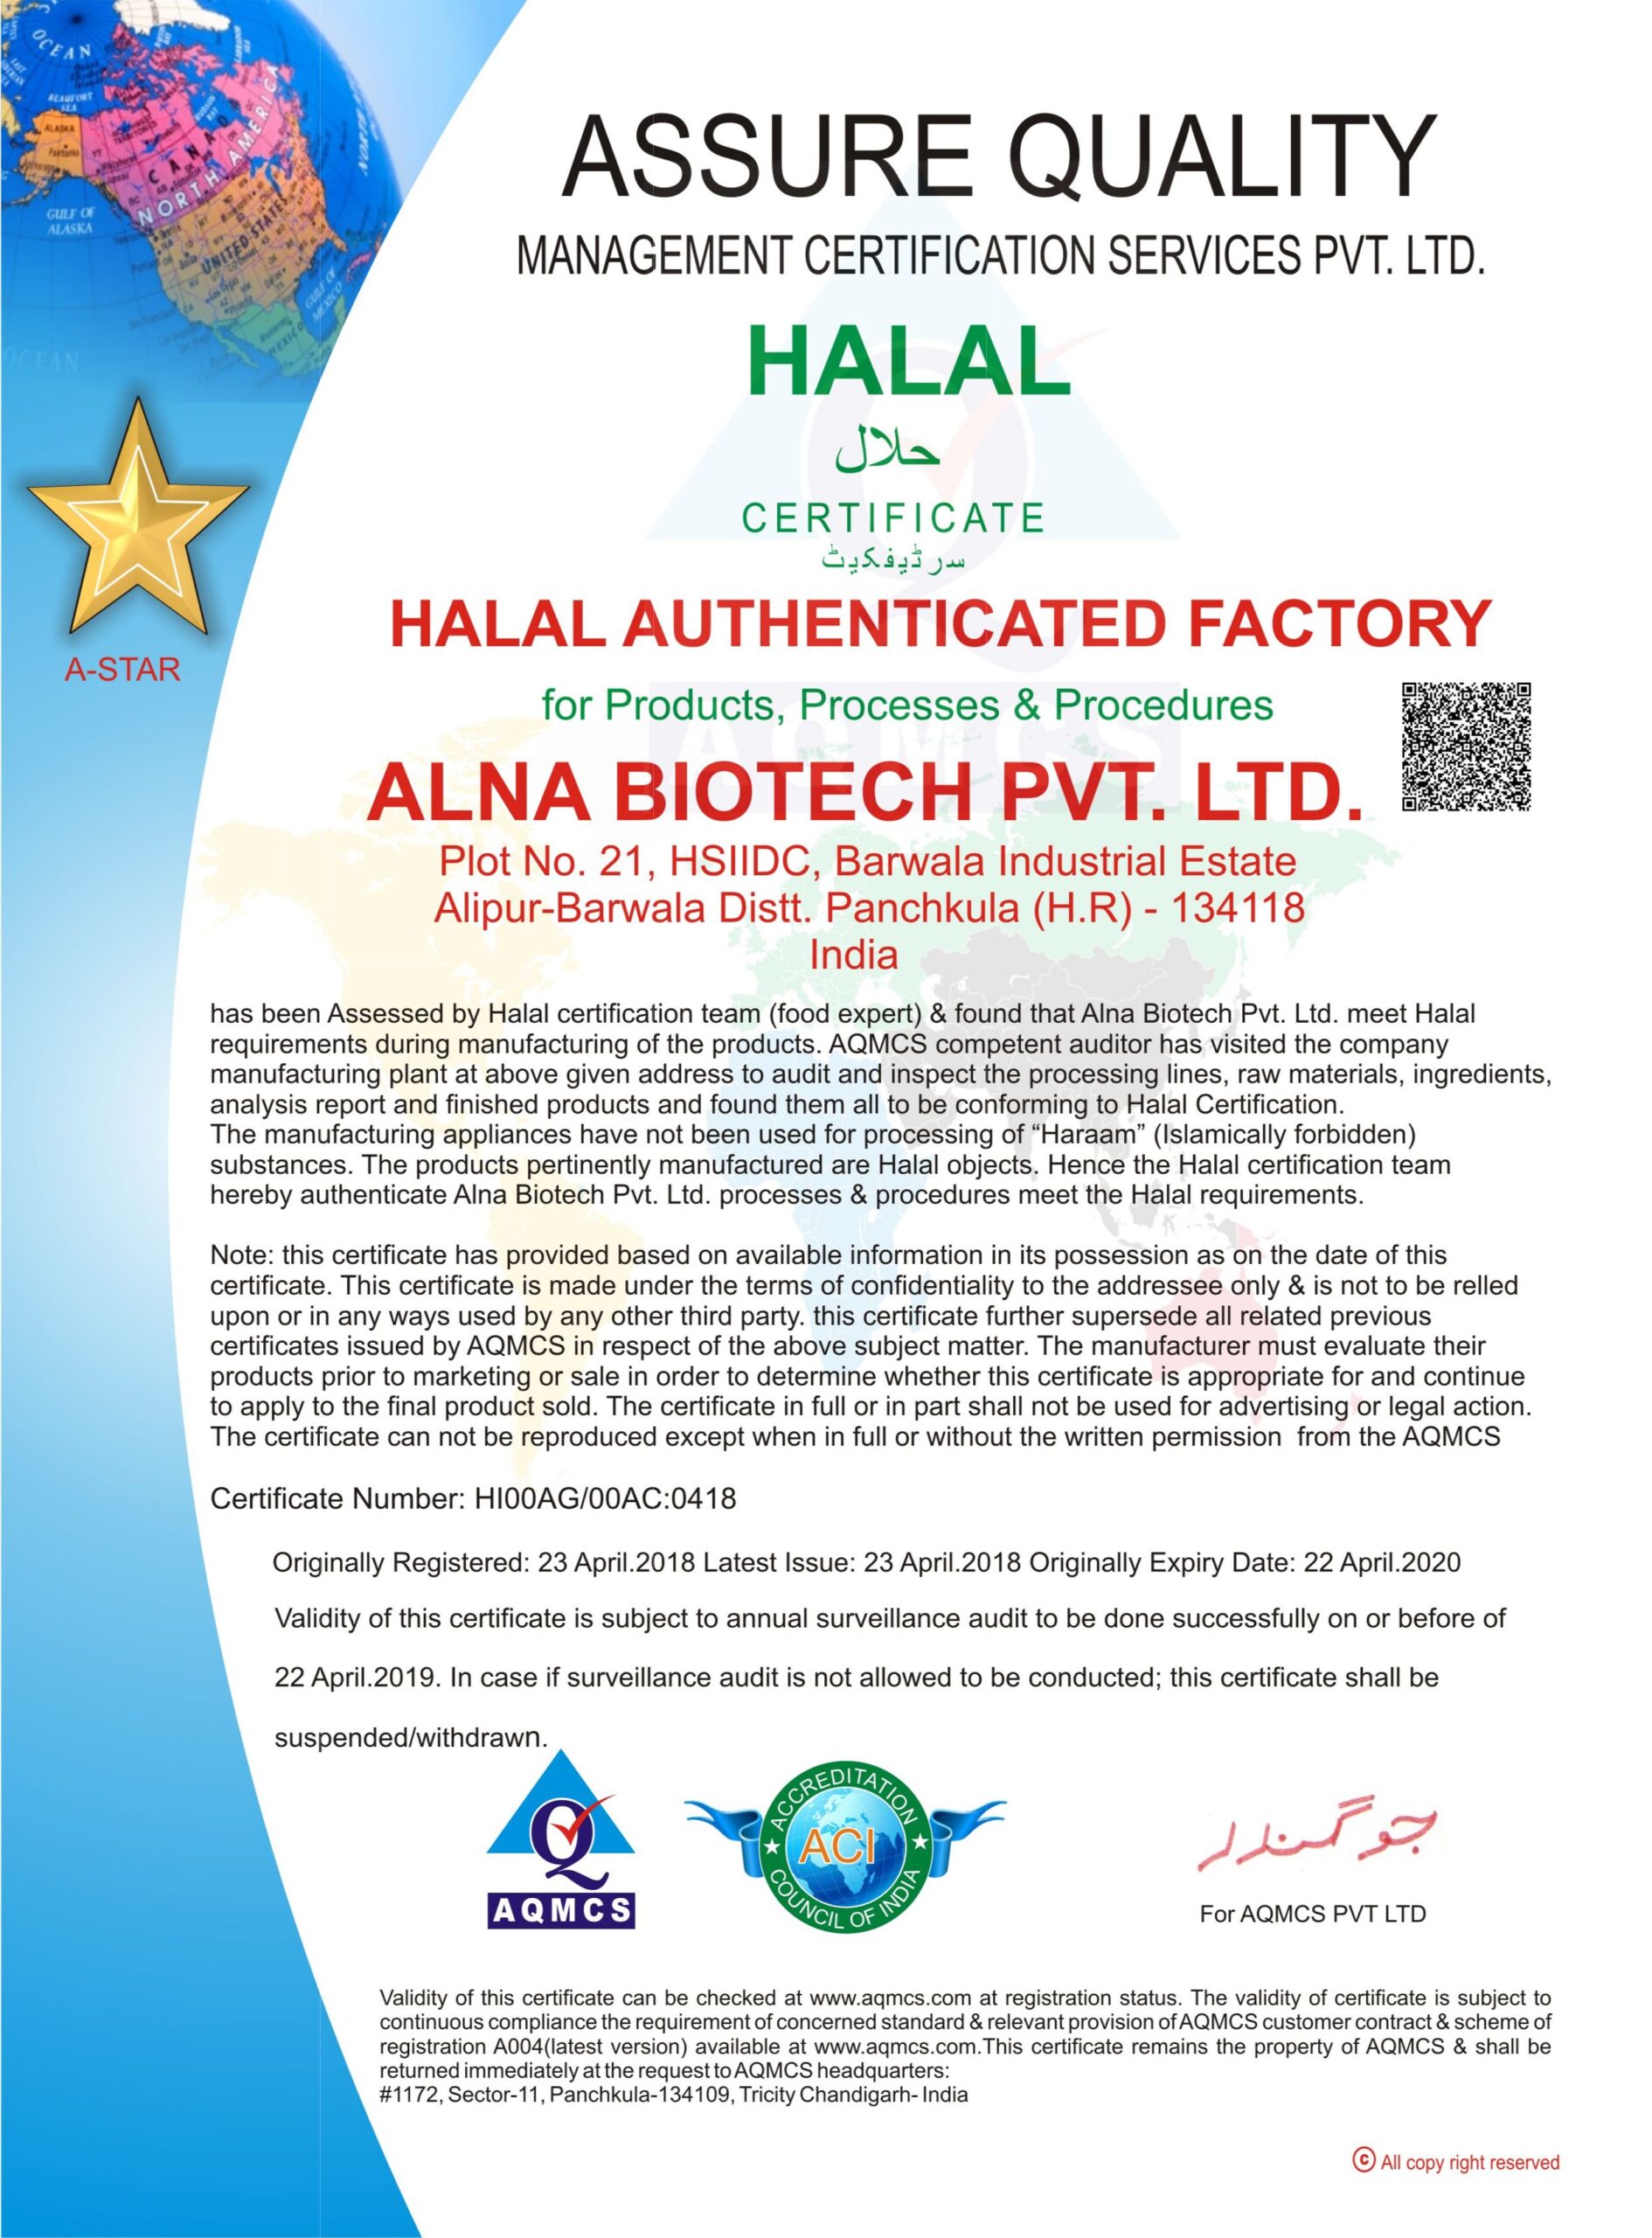 ASSURE QUALITY
MANAGEMENT CERTIFICATION SERVICES PVT. LTD.
HALAL
حلال
CERTIFICATE
سرٹیفکیٹ
HALAL AUTHENTICATED FACTORY
A-STAR
for Products, Processes & Procedures
ALNA BIOTECH PVT. LTD.
Plot No. 21, HSIIDC, Barwala Industrial Estate
Alipur-Barwala Distt. Panchkula (H.R) - 134118
India
has been Assessed by Halal certification team (food expert) & found that Alna Biotech Pvt. Ltd. meet Halal
requirements during manufacturing of the products. AQMCS competent auditor has visited the company
manufacturing plant at above given address to audit and inspect the processing lines, raw materials, ingredients,
analysis report and finished products and found them all to be conforming to Halal Certification.
The manufacturing appliances have not been used for processing of “Haraam” (Islamically forbidden)
substances. The products pertinently manufactured are Halal objects. Hence the Halal certification team
hereby authenticate Alna Biotech Pvt. Ltd. processes & procedures meet the Halal requirements.
Note: this certificate has provided based on available information in its possession as on the date of this
certificate. This certificate is made under the terms of confidentiality to the addressee only & is not to be relled
upon or in any ways used by any other third party. this certificate further supersede all related previous
certificates issued by AQMCS in respect of the above subject matter. The manufacturer must evaluate their
products prior to marketing or sale in order to determine whether this certificate is appropriate for and continue
to apply to the final product sold. The certificate in full or in part shall not be used for advertising or legal action.
The certificate can not be reproduced except when in full or without the written permission from the AQMCS
Certificate Number: HI00AG/00AC:0418
Originally Registered: 23 April.2018 Latest Issue: 23 April.2018 Originally Expiry Date: 22 April.2020
Validity of this certificate is subject to annual surveillance audit to be done successfully on or before of
22 April.2019. In case if surveillance audit is not allowed to be conducted; this certificate shall be
suspended/withdrawn.
AQMCS
ACCREDITATION
ACI
COUNCIL OF INDIA
For AQMCS PVT LTD
Validity of this certificate can be checked at www.aqmcs.com at registration status. The validity of certificate is subject to
continuous compliance the requirement of concerned standard & relevant provision of AQMCS customer contract & scheme of
registration A004(latest version) available at www.aqmcs.com.This certificate remains the property of AQMCS & shall be
returned immediately at the request to AQMCS headquarters:
#1172, Sector-11, Panchkula-134109, Tricity Chandigarh- India
© All copy right reserved
OCEAN
BEAUFORT
SEA
ALASKA
Fairbanks
CANADA
NORTH AMERICA
GULF OF
ALASKA
UNITED STATES
GULF OF
MEXICO
MEXICO
OCEAN